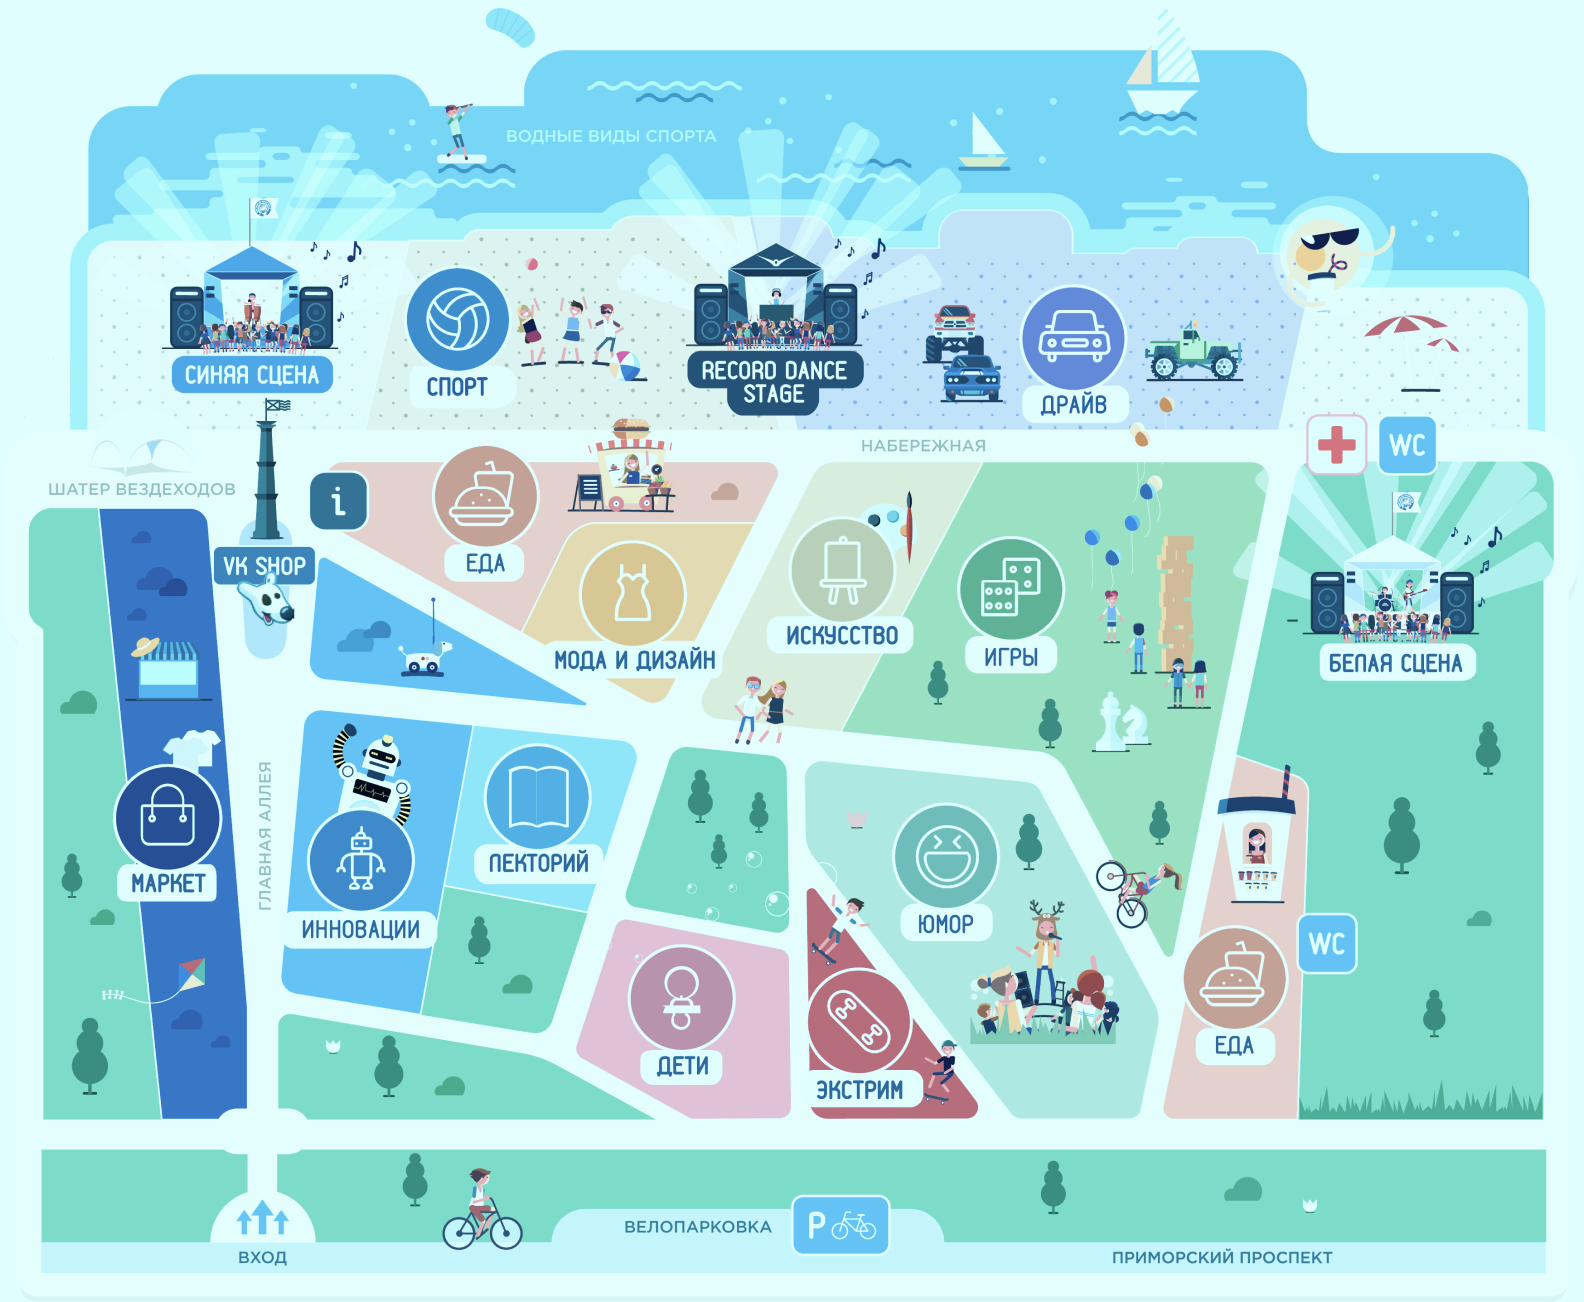 ВОДНЫЕ ВИДЫ СПОРТА
СИНЯЯ СЦЕНА
СПОРТ
RECORD DANCE
STAGE
ДРАЙВ
НАБЕРЕЖНАЯ
WC
ШАТЕР ВЕЗДЕХОДОВ
i
VK SHOP
ЕДА
МОДА И ДИЗАЙН
ИСКУССТВО
ИГРЫ
БЕЛАЯ СЦЕНА
ГЛАВНАЯ АЛЛЕЯ
МАРКЕТ
ИННОВАЦИИ
ЛЕКТОРИЙ
ЮМОР
WC
ДЕТИ
ЭКСТРИМ
ЕДА
ВХОД
ВЕЛОПАРКОВКА
P
ПРИМОРСКИЙ ПРОСПЕКТ